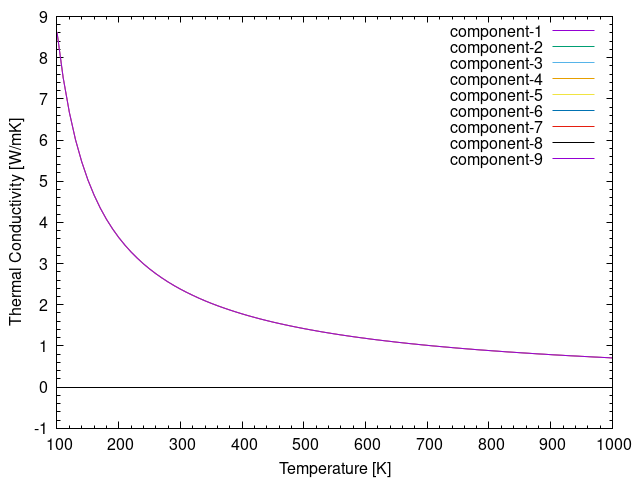 9
8
7
6
5
4
3
2
1
0
-1
Thermal Conductivity [W/mK]
component-1
component-2
component-3
component-4
component-5
component-6
component-7
component-8
component-9
100 200 300 400 500 600 700 800 900 1000
Temperature [K]